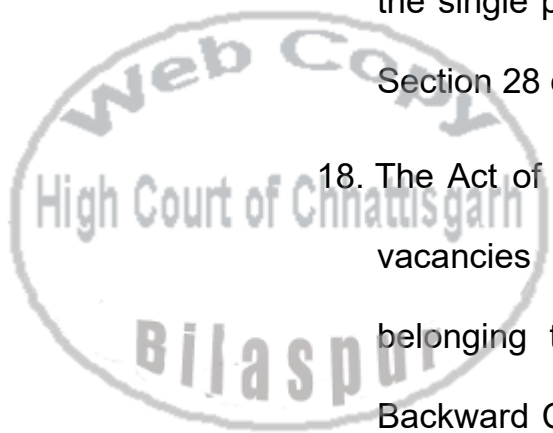 the single p
Web Copy
Section 28
18. The Act of
High Court of Chhattisgarh
vacancies
belonging
Bilaspur
Backward